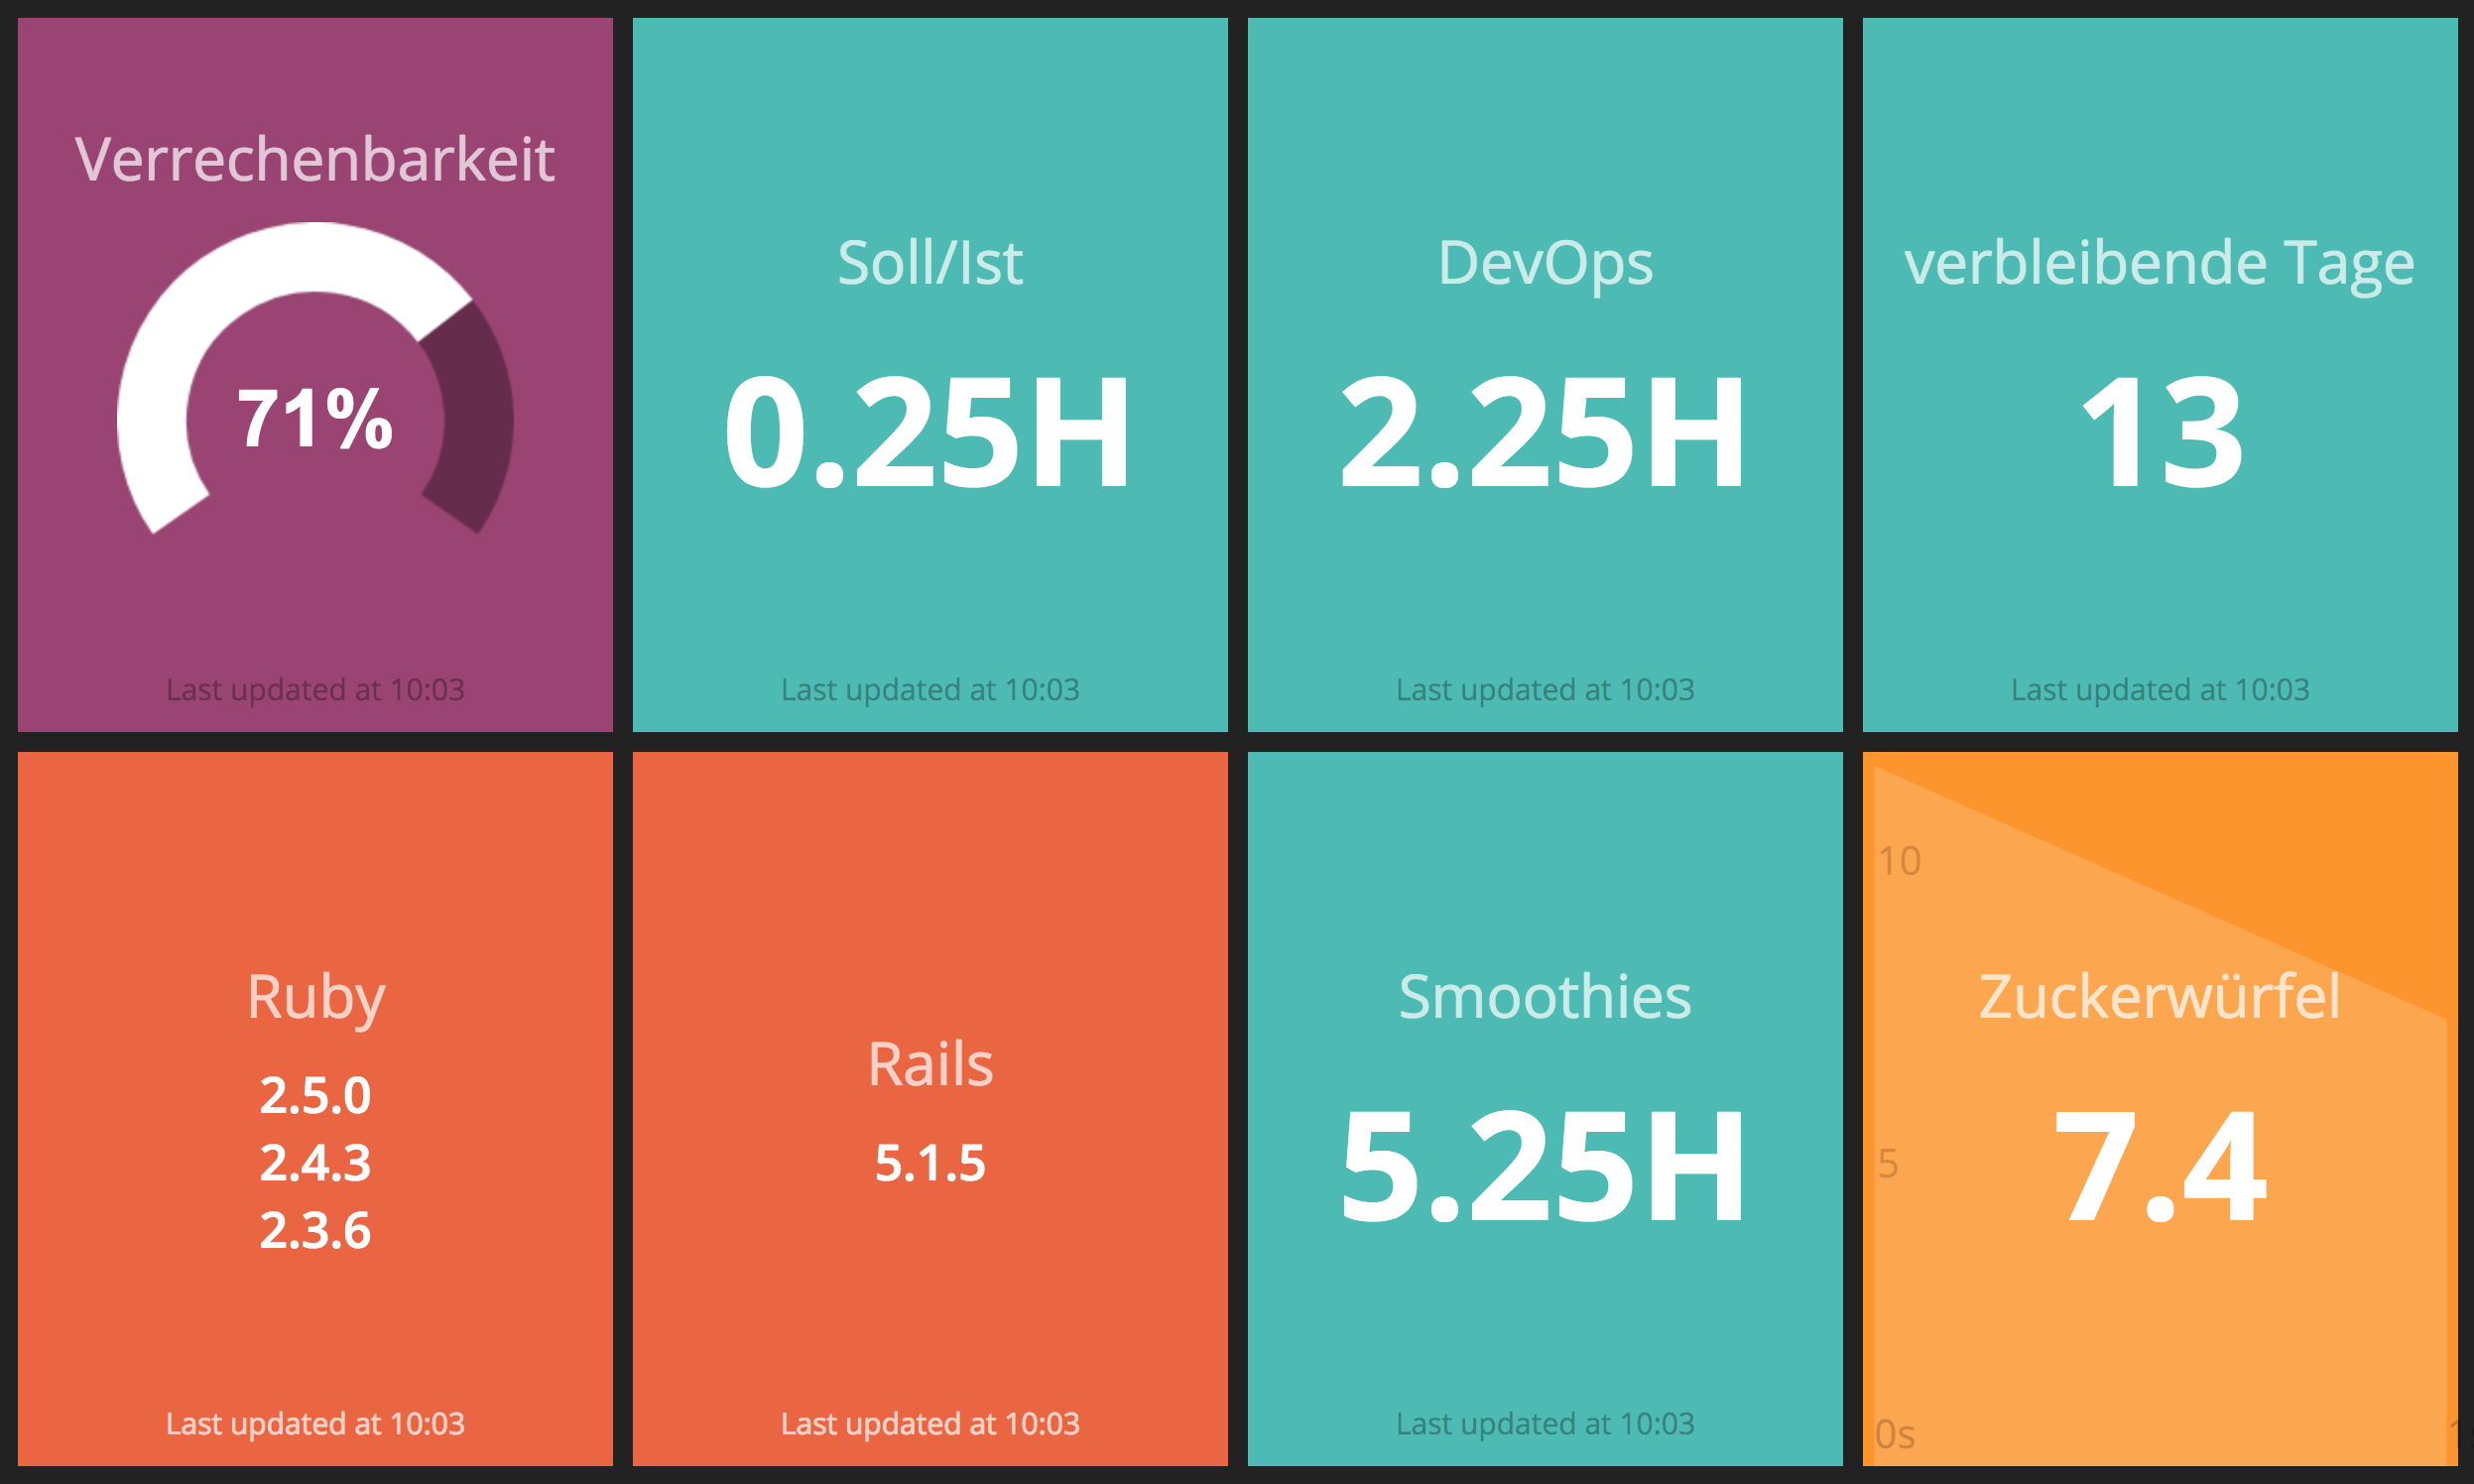 Verrechenbarkeit
71%
Last updated at 10:03
Soll/Ist
0.25H
Last updated at 10:03
DevOps
2.25H
Last updated at 10:03
verbleibende Tage
13
Last updated at 10:03
Ruby
2.5.0
2.4.3
2.3.6
Last updated at 10:03
Rails
5.1.5
Last updated at 10:03
Smoothies
5.25H
Last updated at 10:03
10
Zuckerwürfel
5
7.4
0s